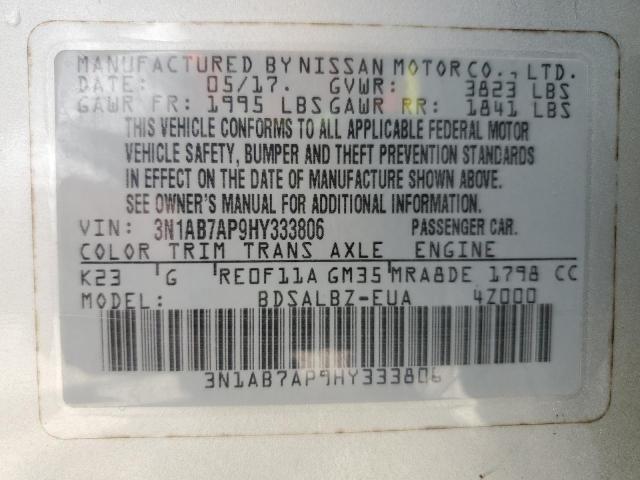 MANUFACTURED BY NISSAN MOTOR CO., LTD.
DATE: 05/17. GVWR: 3823 LBS
GAWR FR: 1995 LBS GAWR RR: 1841 LBS
THIS VEHICLE CONFORMS TO ALL APPLICABLE FEDERAL MOTOR
VEHICLE SAFETY, BUMPER AND THEFT PREVENTION STANDARDS
IN EFFECT ON THE DATE OF MANUFACTURE SHOWN ABOVE.
SEE OWNER'S MANUAL FOR ADDITIONAL INFORMATION.
VIN: 3N1AB7AP9HY333806 PASSENGER CAR.
COLOR TRIM TRANS AXLE ENGINE
K23 G RE0F11A GM35 MRA8DE 1798 CC
MODEL: BDSALBZ-EUA 4Z000
3N1AB7AP9HY333806